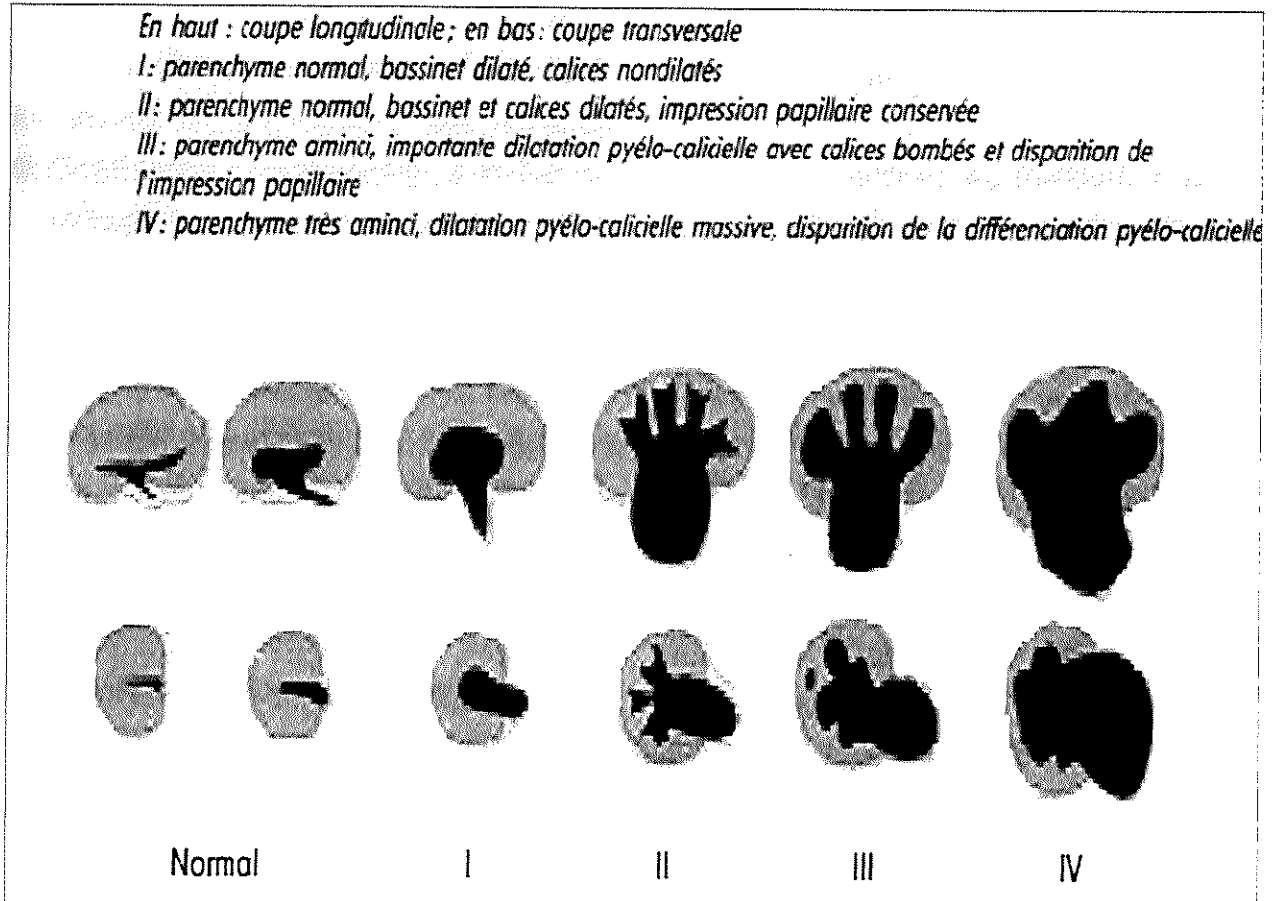 En haut : coupe longitudinale ; en bas : coupe transversale
I : parenchyme normal, bassinet dilaté, calices nondilatés
II : parenchyme normal, bassinet et calices dilatés, impression papillaire conservée
III : parenchyme aminci, importante dilatation pyélo-calicielle avec calices bombés et disparition de
l'impression papillaire
IV : parenchyme très aminci, dilatation pyélo-calicielle massive, disparition de la différenciation pyélo-calicielle
Normal I II III IV